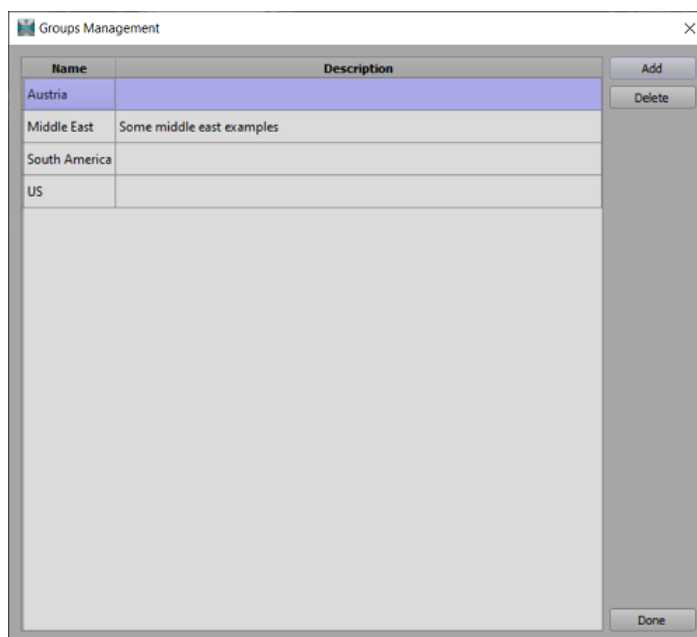 Groups Management
Name Description Add
Austria Delete
Middle East Some middle east examples
South America
US
Done